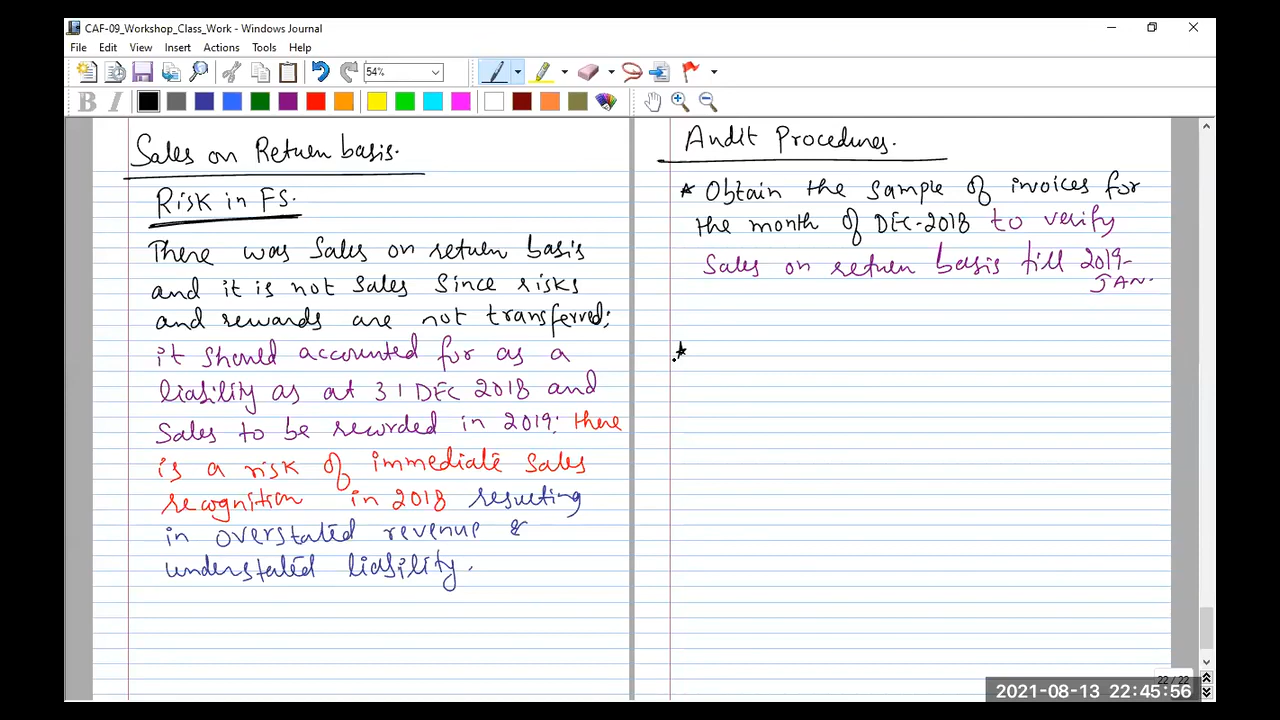 CAF-09_Workshop_Class_Work - Windows Journal
File Edit View Insert Actions Tools Help
54%
B I
Sales on Return basis.
Risk in FS.
There was Sales on return basis
and it is not sales Since risks
and rewards are not transferred;
it should accounted for as a
liability as at 31 DEC 2018 and
Sales to be recorded in 2019; there
is a risk of immediate sales
recognition in 2018 resulting
in overstated revenue &
understated liability.
Audit Procedures.
* Obtain the sample of invoices for
the month of DEC-2018 to verify
Sales on return basis till 2019-
JAN.
*
22 / 22
2021-08-13 22:45:56